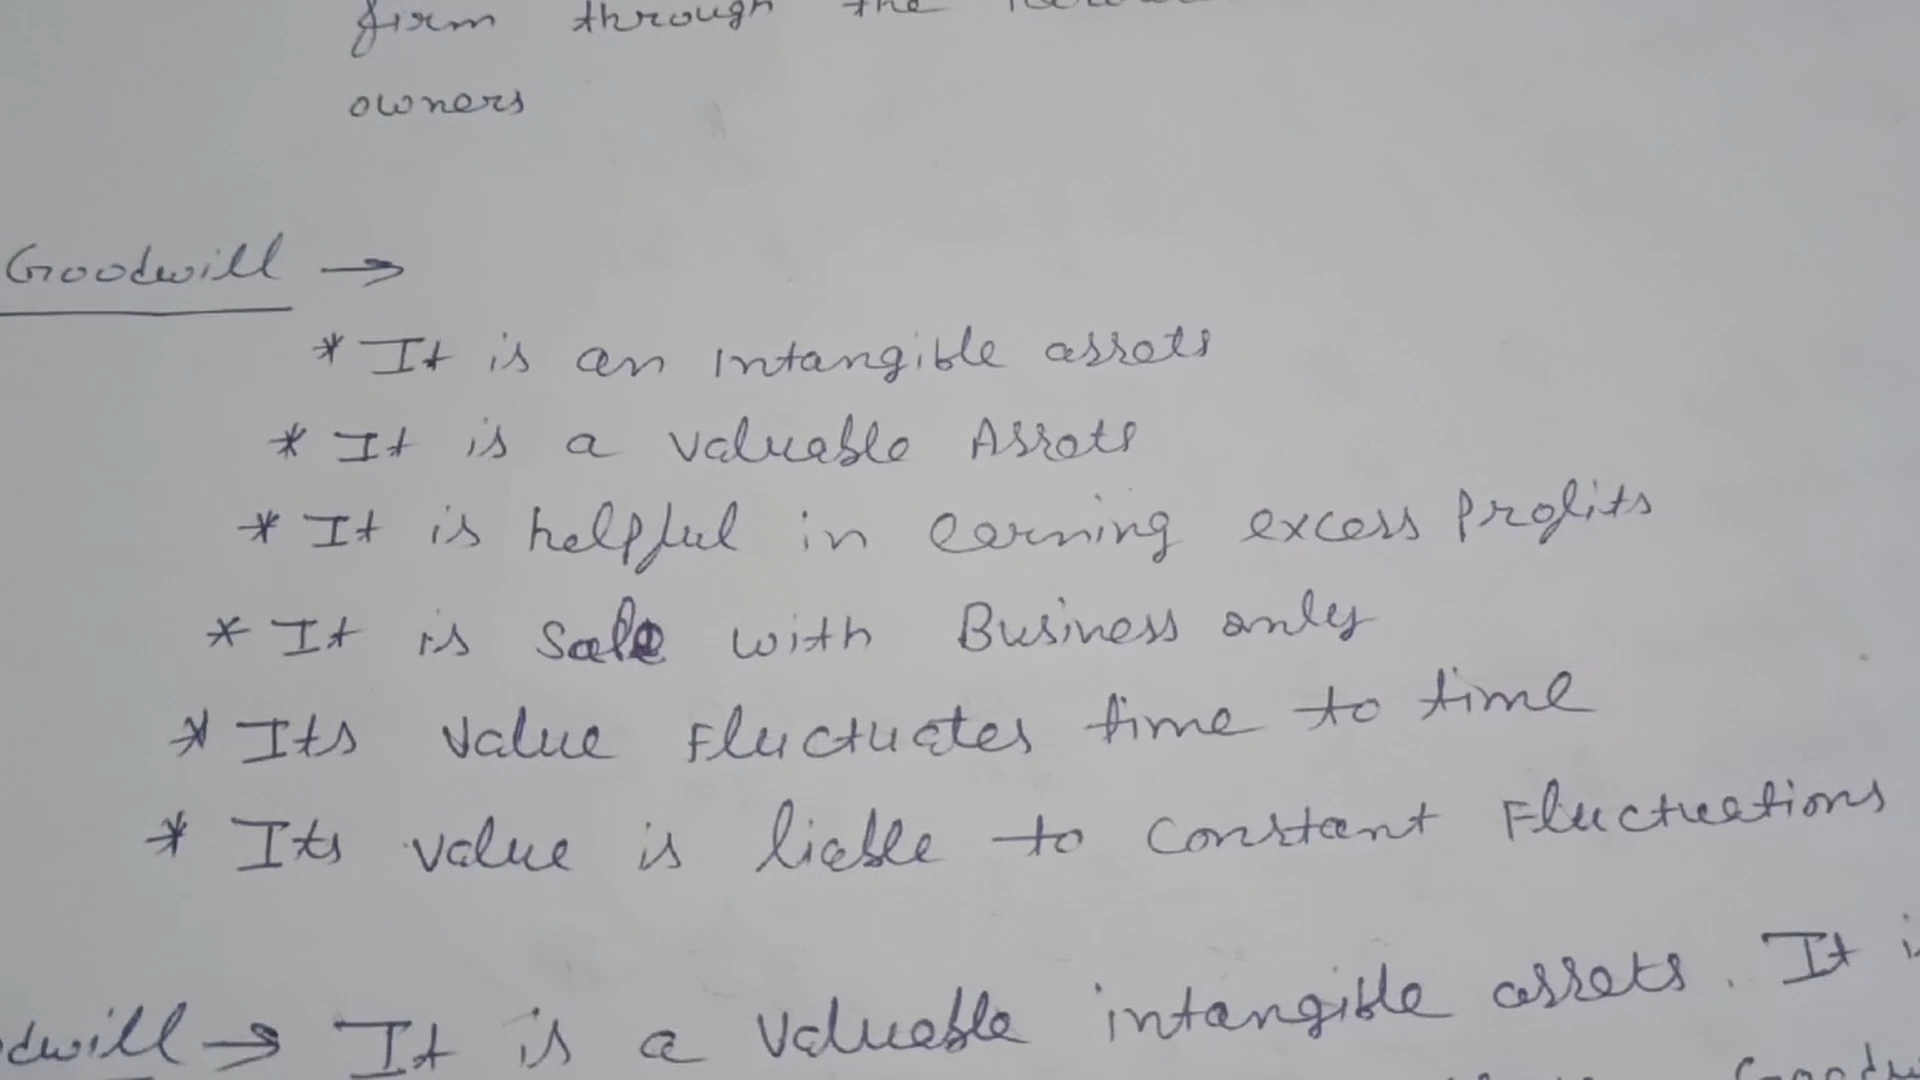 firm through the
owners
Goodwill →
* It is an Intangible assets
* It is a valuable Assets
* It is helpful in earning excess Profits
* It is Sale with Business only
* Its value Fluctuates time to time
* Its value is liable to Constant Fluctuations
dwill → It is a valuable intangible assets. It